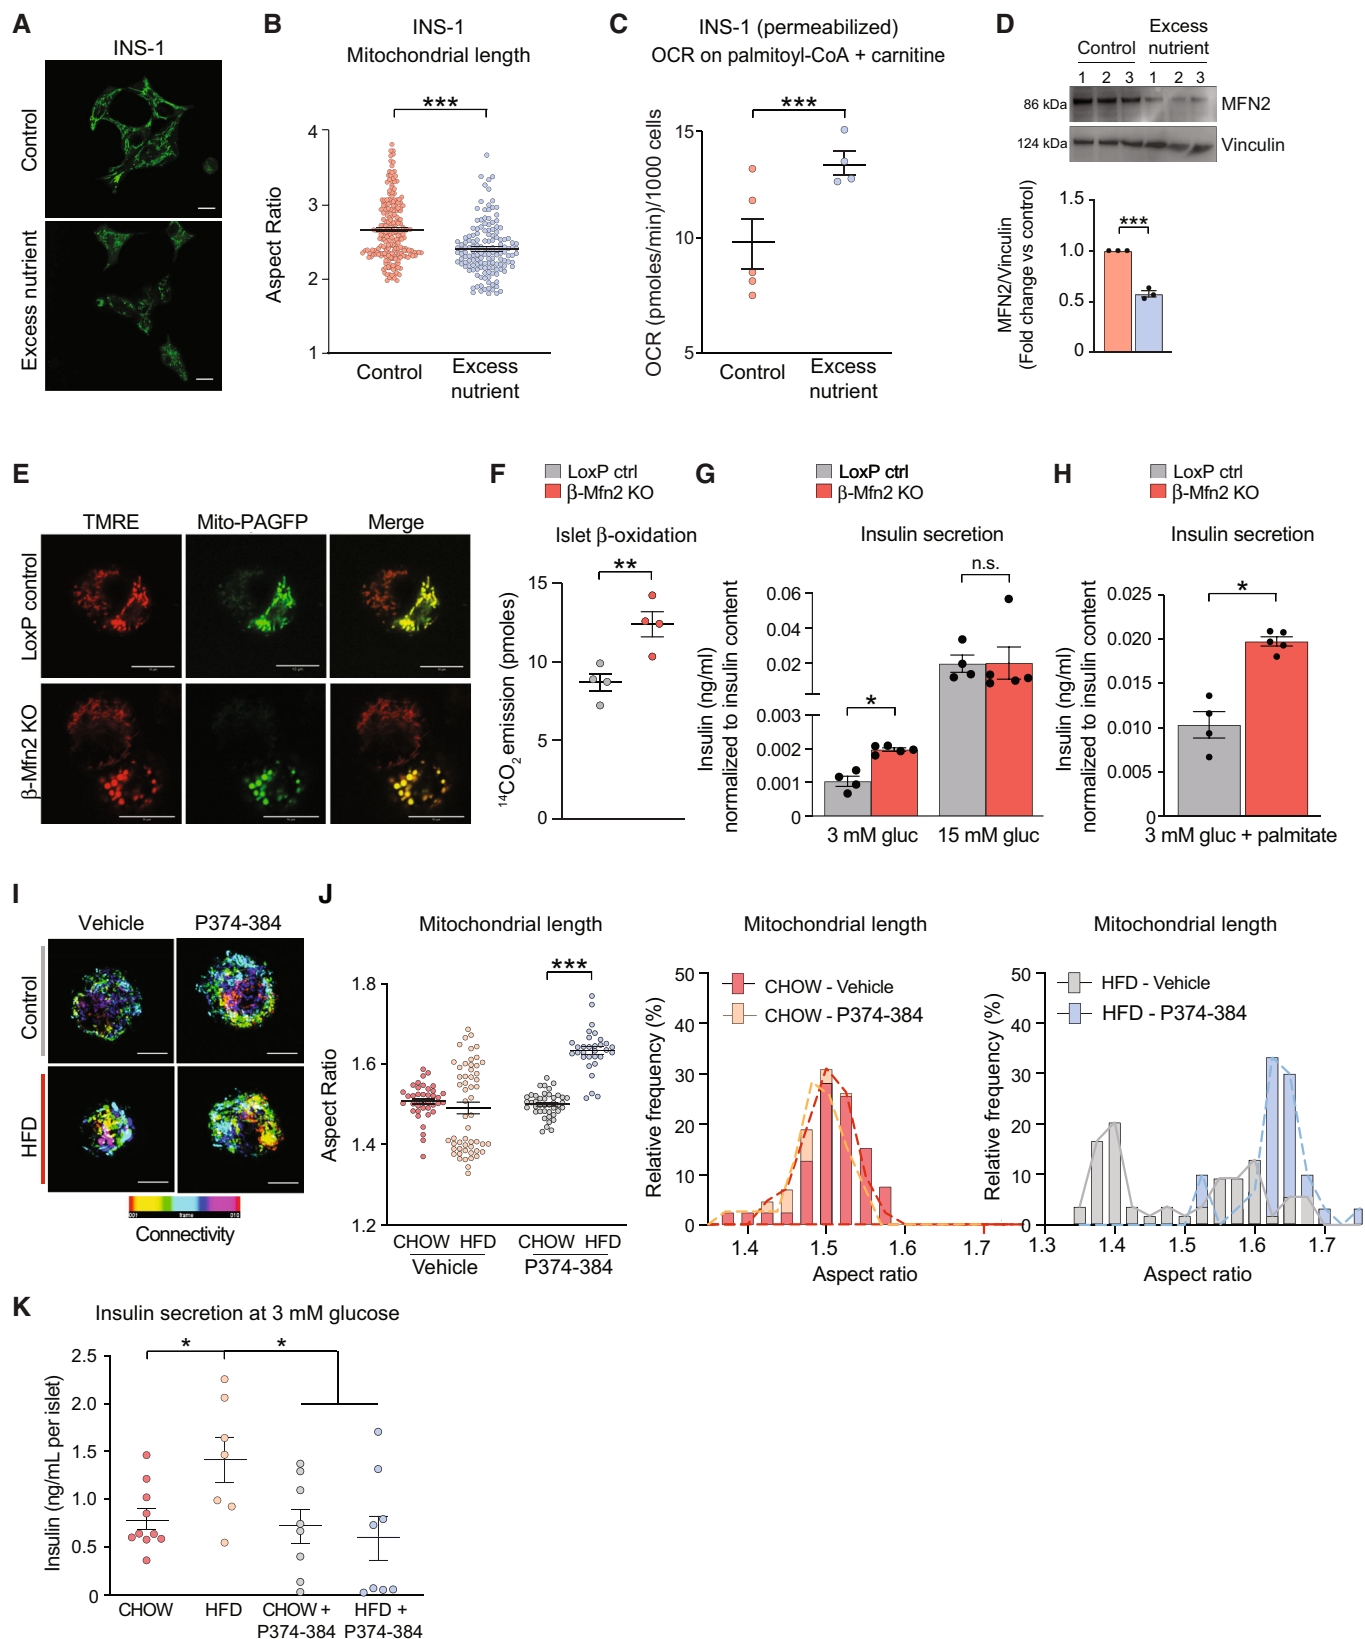 A
INS-1
Control
Excess nutrient
B
INS-1
Mitochondrial length
***
Aspect Ratio
4
3
2
1
Control
Excess
nutrient
C
INS-1 (permeabilized)
OCR on palmitoyl-CoA + carnitine
***
OCR (pmoles/min)/1000 cells
15
10
5
Control
Excess
nutrient
D
Control
Excess
nutrient
1 2 3 1 2 3
86 kDa
MFN2
124 kDa
Vinculin
MFN2/Vinculin
(Fold change vs control)
1.5
1.0
0.5
0
***
E
TMRE
Mito-PAGFP
Merge
LoxP control
β-Mfn2 KO
F
LoxP ctrl
β-Mfn2 KO
Islet β-oxidation
**
14CO2 emission (pmoles)
15
10
5
0
G
LoxP ctrl
β-Mfn2 KO
Insulin secretion
n.s.
*
Insulin (ng/ml)
normalized to insulin content
0.06
0.04
0.02
0.003
0.002
0.001
0
3 mM gluc
15 mM gluc
H
LoxP ctrl
β-Mfn2 KO
Insulin secretion
*
Insulin (ng/ml)
normalized to insulin content
0.025
0.020
0.015
0.010
0.005
0
3 mM gluc + palmitate
I
Vehicle
P374-384
Control
HFD
001
frame
010
Connectivity
J
Mitochondrial length
***
Aspect Ratio
1.8
1.6
1.4
1.2
CHOW HFD
Vehicle
CHOW HFD
P374-384
Mitochondrial length
CHOW - Vehicle
CHOW - P374-384
Relative frequency (%)
50
40
30
20
10
0
1.4
1.5
1.6
1.7
Aspect ratio
Mitochondrial length
HFD - Vehicle
HFD - P374-384
Relative frequency (%)
50
40
30
20
10
0
1.3
1.4
1.5
1.6
1.7
Aspect ratio
K
Insulin secretion at 3 mM glucose
*
*
Insulin (ng/mL per islet)
2.5
2.0
1.5
1.0
0.5
0
CHOW
HFD
CHOW +
P374-384
HFD +
P374-384